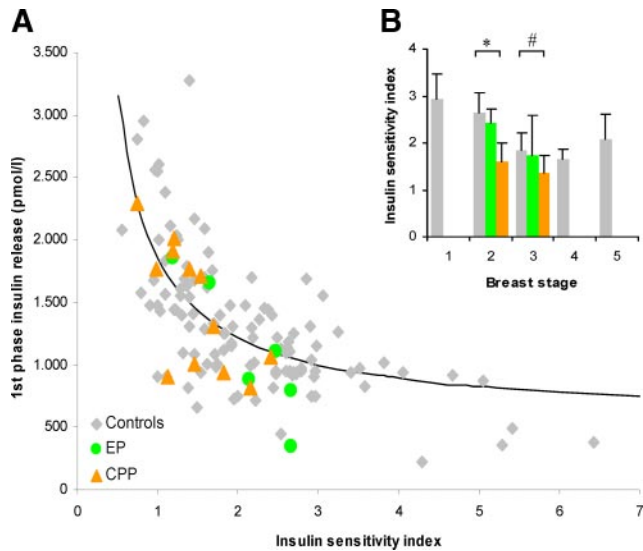 A
3.500
3.000
2.500
2.000
1.500
1.000
500
0
1st phase insulin release (pmol/l)
Controls
EP
CPP
0 1 2 3 4 5 6 7
Insulin sensitivity index
B
4
3
2
1
0
Insulin sensitivity index
* #
1 2 3 4 5
Breast stage